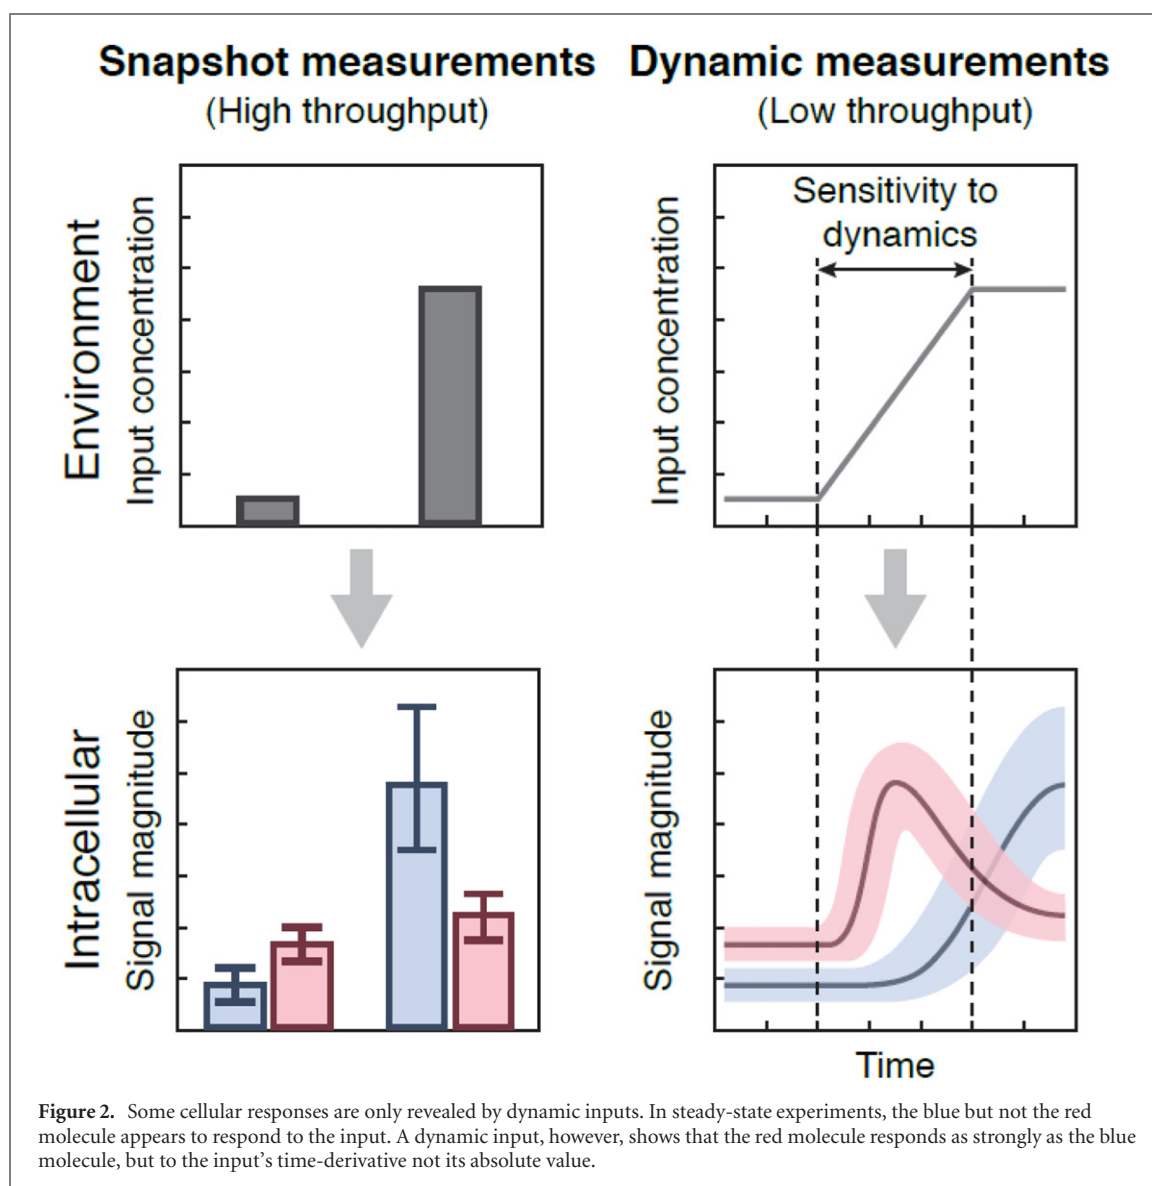 Snapshot measurements
(High throughput)
Dynamic measurements
(Low throughput)
Environment
Input concentration
Input concentration
Sensitivity to
dynamics
Intracellular
Signal magnitude
Signal magnitude
Time
Figure 2. Some cellular responses are only revealed by dynamic inputs. In steady-state experiments, the blue but not the red
molecule appears to respond to the input. A dynamic input, however, shows that the red molecule responds as strongly as the blue
molecule, but to the input's time-derivative not its absolute value.